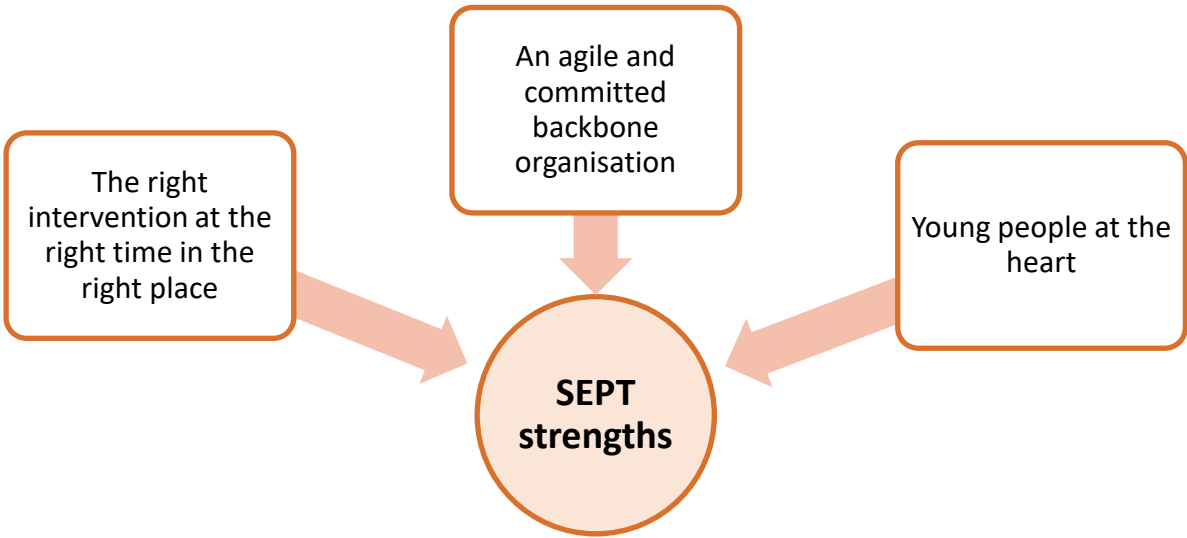 The right
intervention at the
right time in the
right place
An agile and
committed
backbone
organisation
Young people at the
heart
SEPT
strengths